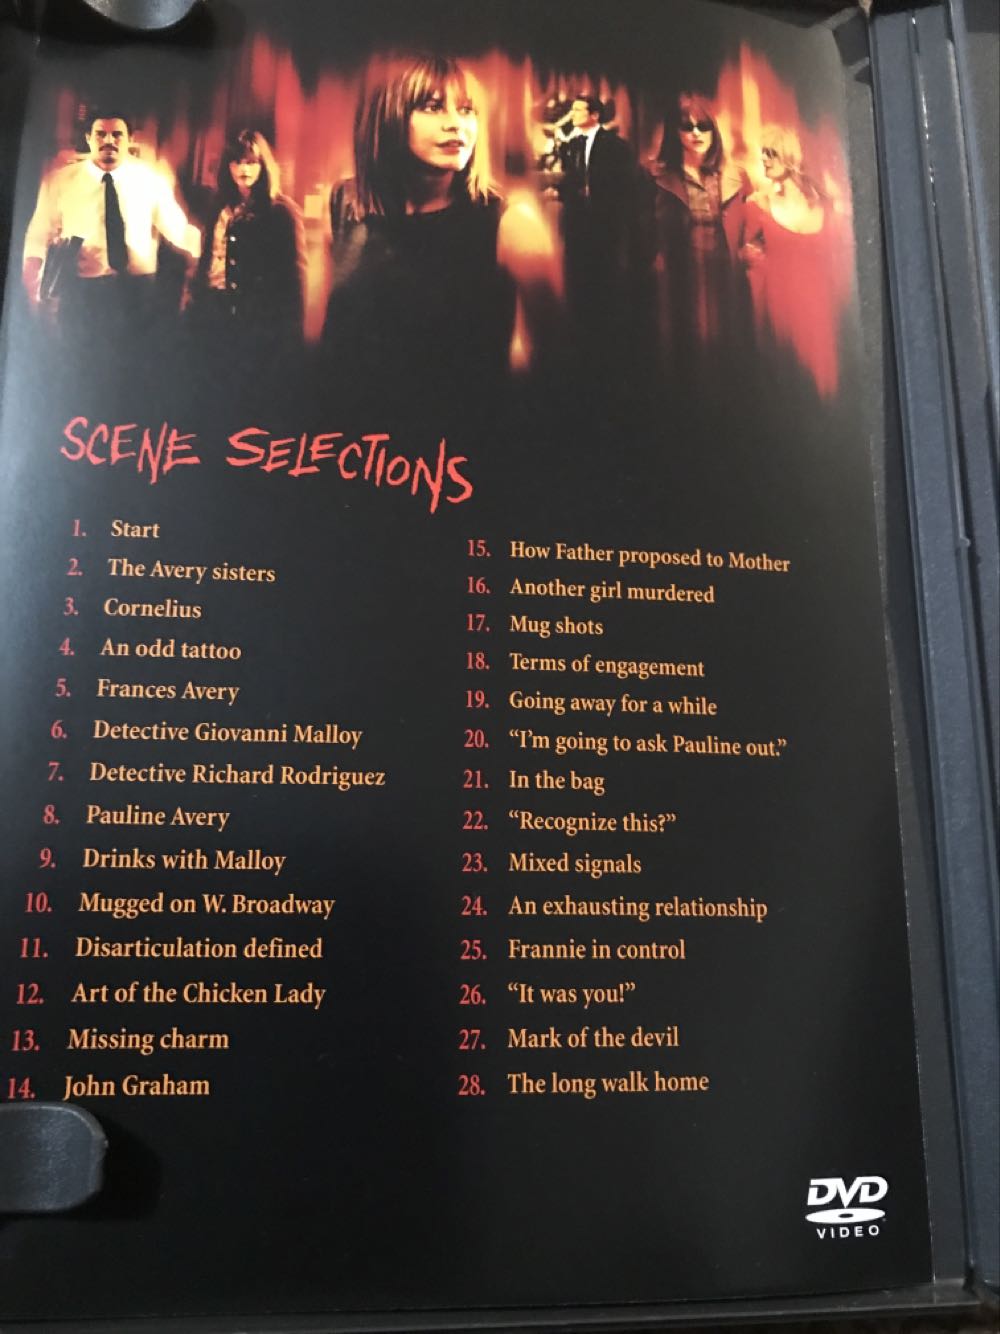 SCENE SELECTIONS
1. Start
2. The Avery sisters
3. Cornelius
4. An odd tattoo
5. Frances Avery
6. Detective Giovanni Malloy
7. Detective Richard Rodriguez
8. Pauline Avery
9. Drinks with Malloy
10. Mugged on W. Broadway
11. Disarticulation defined
12. Art of the Chicken Lady
13. Missing charm
14. John Graham
15. How Father proposed to Mother
16. Another girl murdered
17. Mug shots
18. Terms of engagement
19. Going away for a while
20. “I’m going to ask Pauline out.”
21. In the bag
22. “Recognize this?”
23. Mixed signals
24. An exhausting relationship
25. Frannie in control
26. “It was you!”
27. Mark of the devil
28. The long walk home
DVD
VIDEO